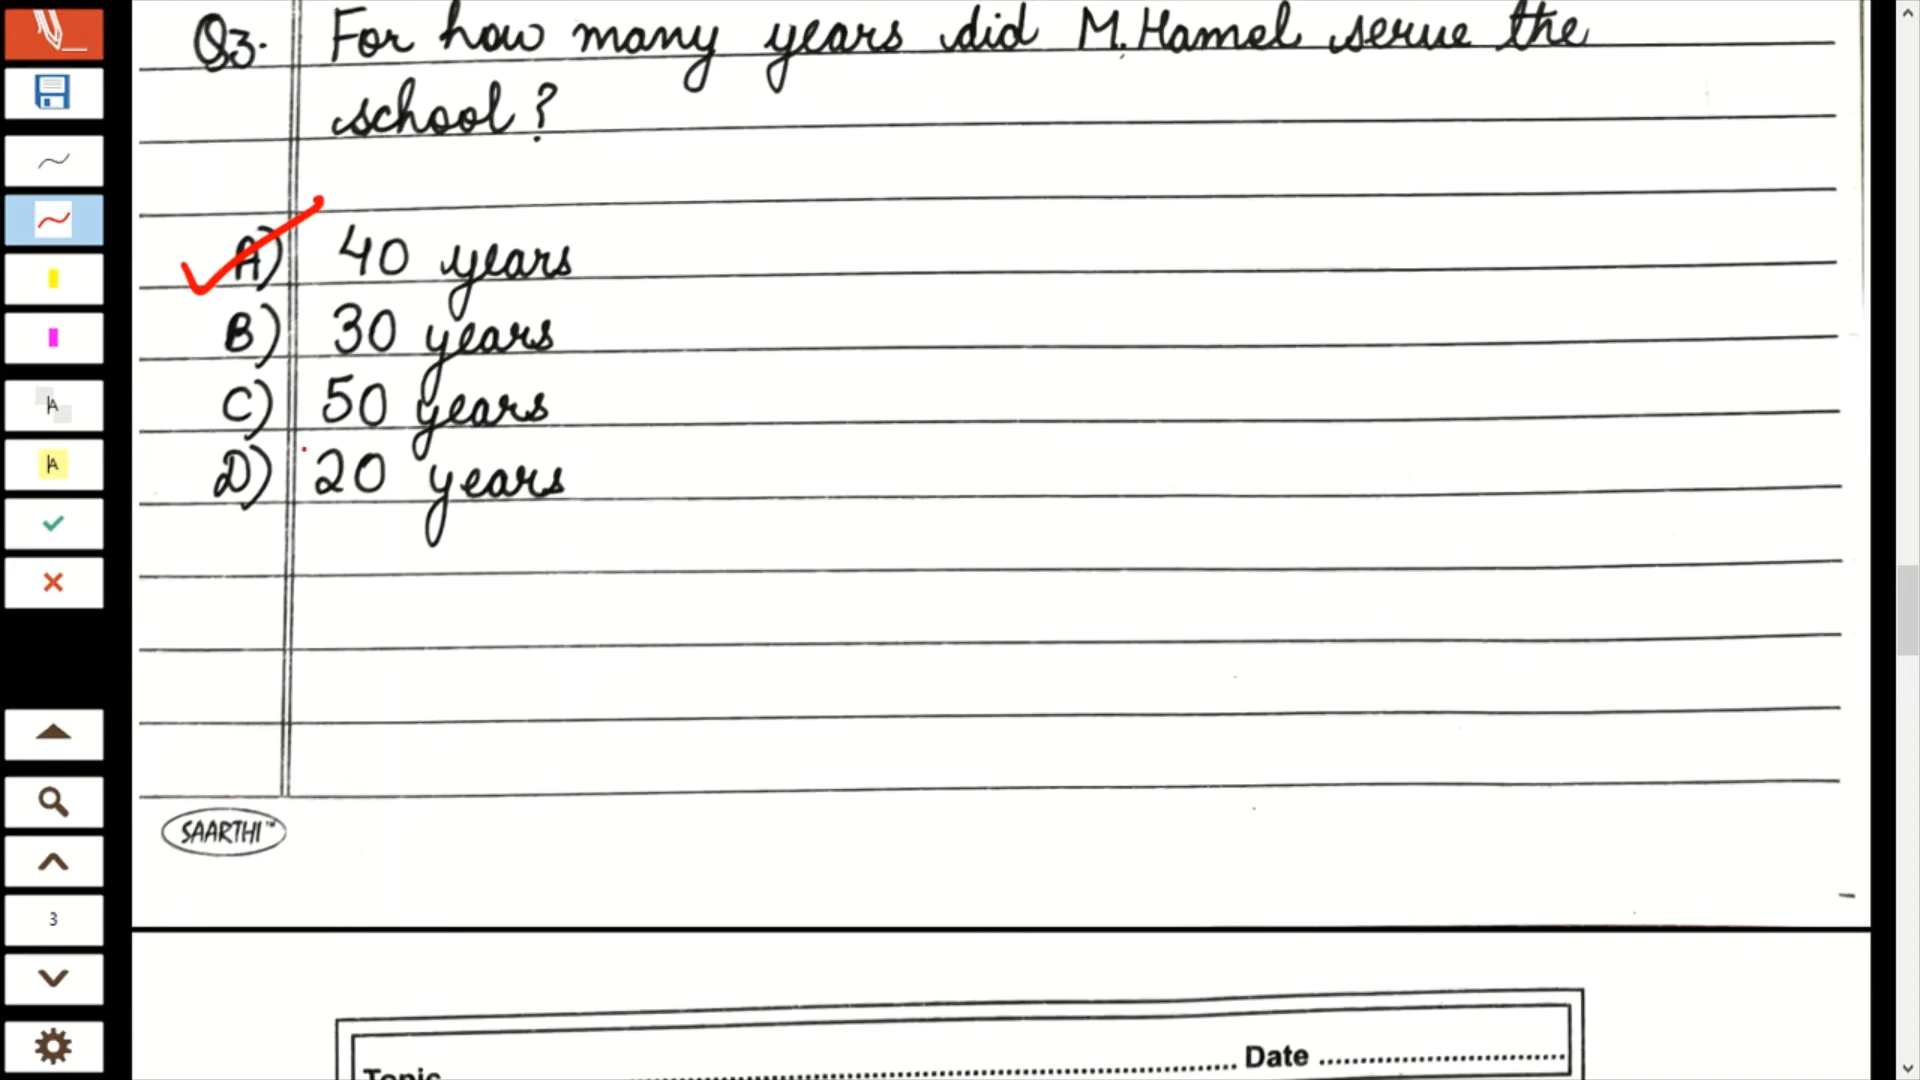 Q3. For how many years did M. Hamel serve the
school?
A) 40 years
B) 30 years
C) 50 years
D) 20 years
SAARTHI™
3
Topic ........ Date ........